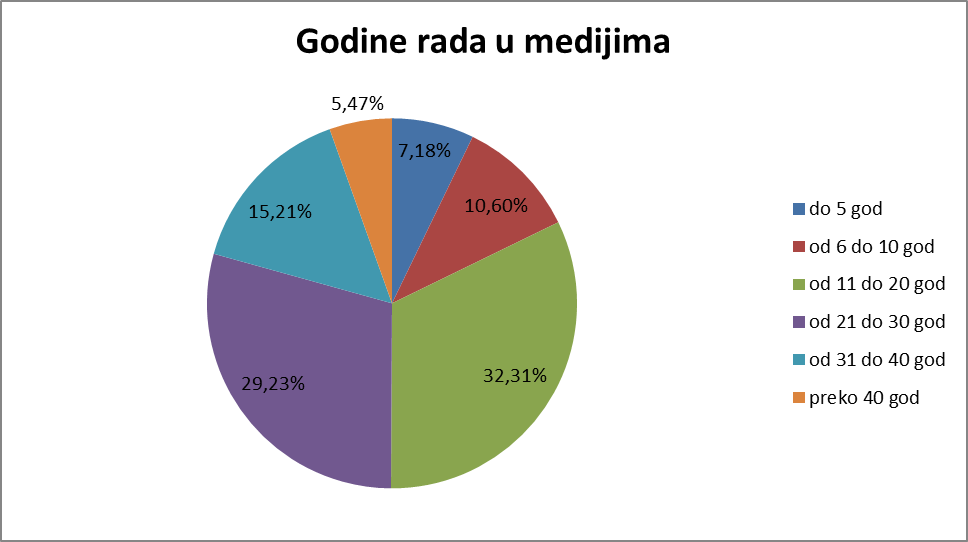 Godine rada u medijima
5,47%
7,18%
10,60%
15,21%
29,23%
32,31%
do 5 god
od 6 do 10 god
od 11 do 20 god
od 21 do 30 god
od 31 do 40 god
preko 40 god